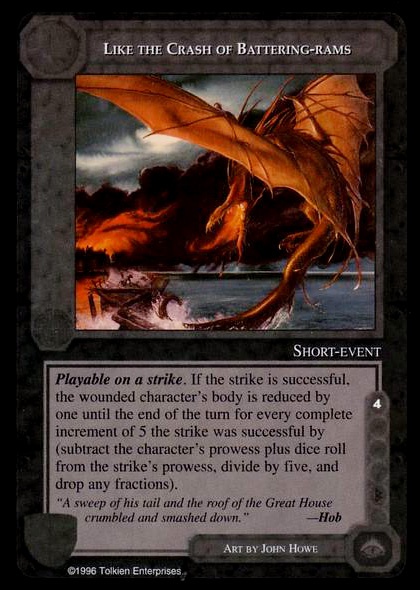 LIKE THE CRASH OF BATTERING-RAMS
SHORT-EVENT
Playable on a strike. If the strike is successful,
the wounded character's body is reduced by
one until the end of the turn for every complete
increment of 5 the strike was successful by
(subtract the character's prowess plus dice roll
from the strike's prowess, divide by five, and
drop any fractions).
4
"A sweep of his tail and the roof of the Great House
crumbled and smashed down." —Hob
ART BY JOHN HOWE
©1996 Tolkien Enterprises